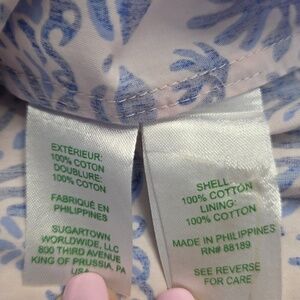 EXTÉRIEUR:
100% COTON
DOUBLURE:
100% COTON
FABRIQUÉ EN
PHILIPPINES
SUGARTOWN
WORLDWIDE, LLC
800 THIRD AVENUE
KING OF PRUSSIA, PA
USA
SHELL:
100% COTTON
LINING:
100% COTTON
MADE IN PHILIPPINES
RN# 88189
SEE REVERSE
FOR CARE